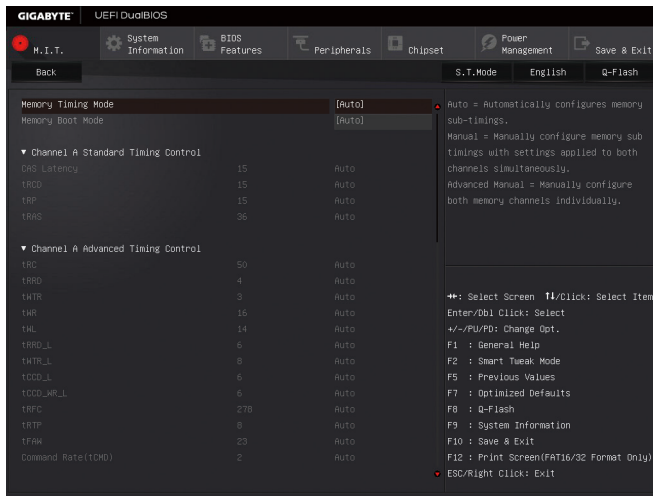 GIGABYTE™ UEFI DualBIOS
M.I.T. System Information BIOS Features Peripherals Chipset Power Management Save & Exit
Back S.T.Mode English Q-Flash
Memory Timing Mode [Auto]
Memory Boot Mode [Auto]
▼ Channel A Standard Timing Control
CAS Latency 15 Auto
tRCD 15 Auto
tRP 15 Auto
tRAS 36 Auto
▼ Channel A Advanced Timing Control
tRC 50 Auto
tRRD 4 Auto
tWTR 3 Auto
tWR 16 Auto
tWL 14 Auto
tRRD_L 6 Auto
tWTR_L 8 Auto
tCCD_L 6 Auto
tCCD_WR_L 6 Auto
tRFC 278 Auto
tRTP 8 Auto
tFAW 23 Auto
Command Rate(tCMD) 2 Auto
Auto = Automatically configures memory
sub-timings.
Manual = Manually configure memory sub
timings with settings applied to both
channels simultaneously.
Advanced Manual = Manually configure
both memory channels individually.
→←: Select Screen ↑↓/Click: Select Item
Enter/Dbl Click: Select
+/-/PU/PD: Change Opt.
F1 : General Help
F2 : Smart Tweak Mode
F5 : Previous Values
F7 : Optimized Defaults
F8 : Q-Flash
F9 : System Information
F10 : Save & Exit
F12 : Print Screen(FAT16/32 Format Only)
ESC/Right Click: Exit